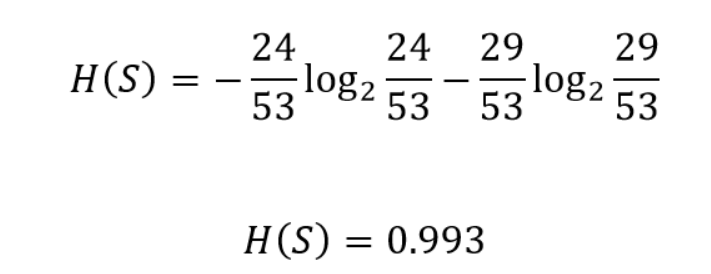 H(S) = − 24/53 log₂ 24/53 − 29/53 log₂ 29/53
H(S) = 0.993